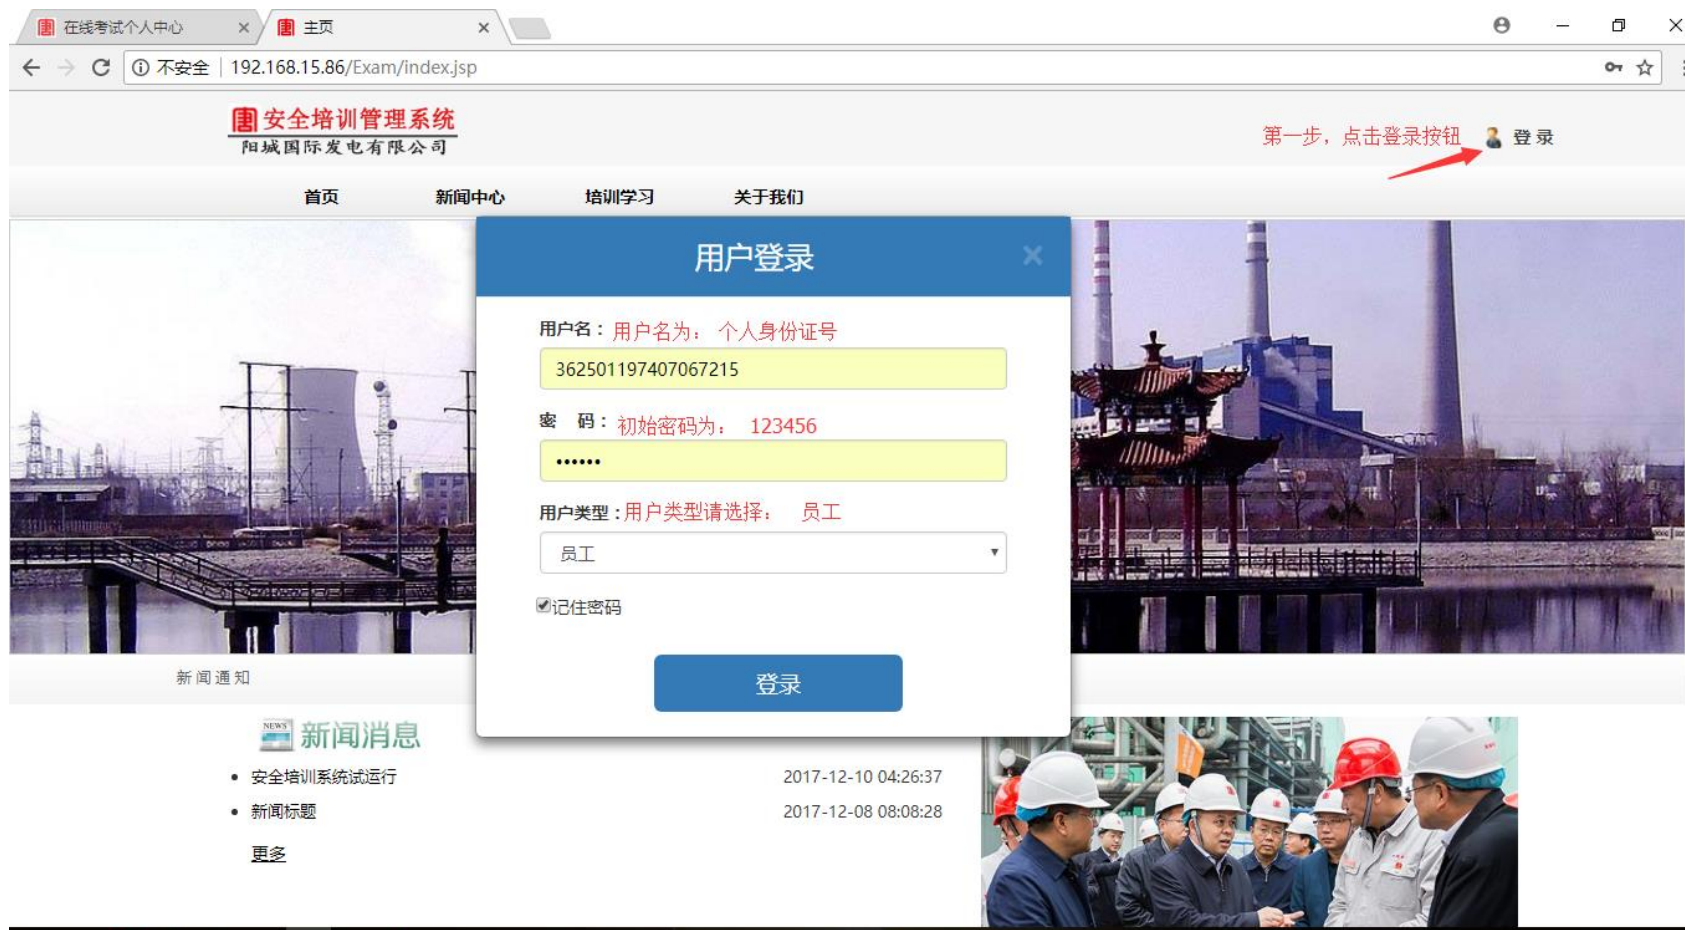 在线考试个人中心
主页
不安全 192.168.15.86/Exam/index.jsp
安全培训管理系统
阳城国际发电有限公司
第一步，点击登录按钮 登录
首页 新闻中心 培训学习 关于我们
用户登录
用户名： 用户名为： 个人身份证号
362501197407067215
密 码： 初始密码为： 123456
••••••
用户类型：用户类型请选择： 员工
员工
记住密码
登录
新闻通知
NEWS 新闻消息
安全培训系统试运行 2017-12-10 04:26:37
新闻标题 2017-12-08 08:08:28
更多